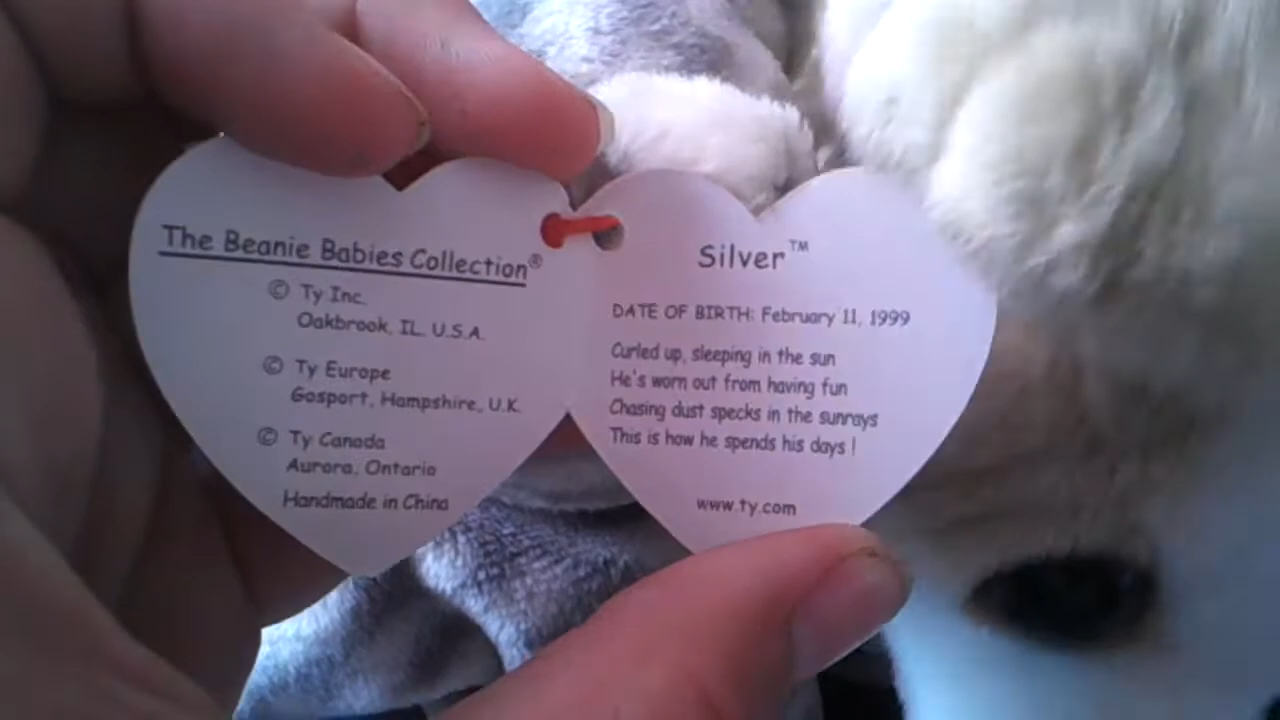 The Beanie Babies Collection®
© Ty Inc.
Oakbrook, IL. U.S.A.
© Ty Europe
Gosport, Hampshire, U.K.
© Ty Canada
Aurora, Ontario
Handmade in China
Silver™
DATE OF BIRTH: February 11, 1999
Curled up, sleeping in the sun
He's worn out from having fun
Chasing dust specks in the sunrays
This is how he spends his days !
www.ty.com